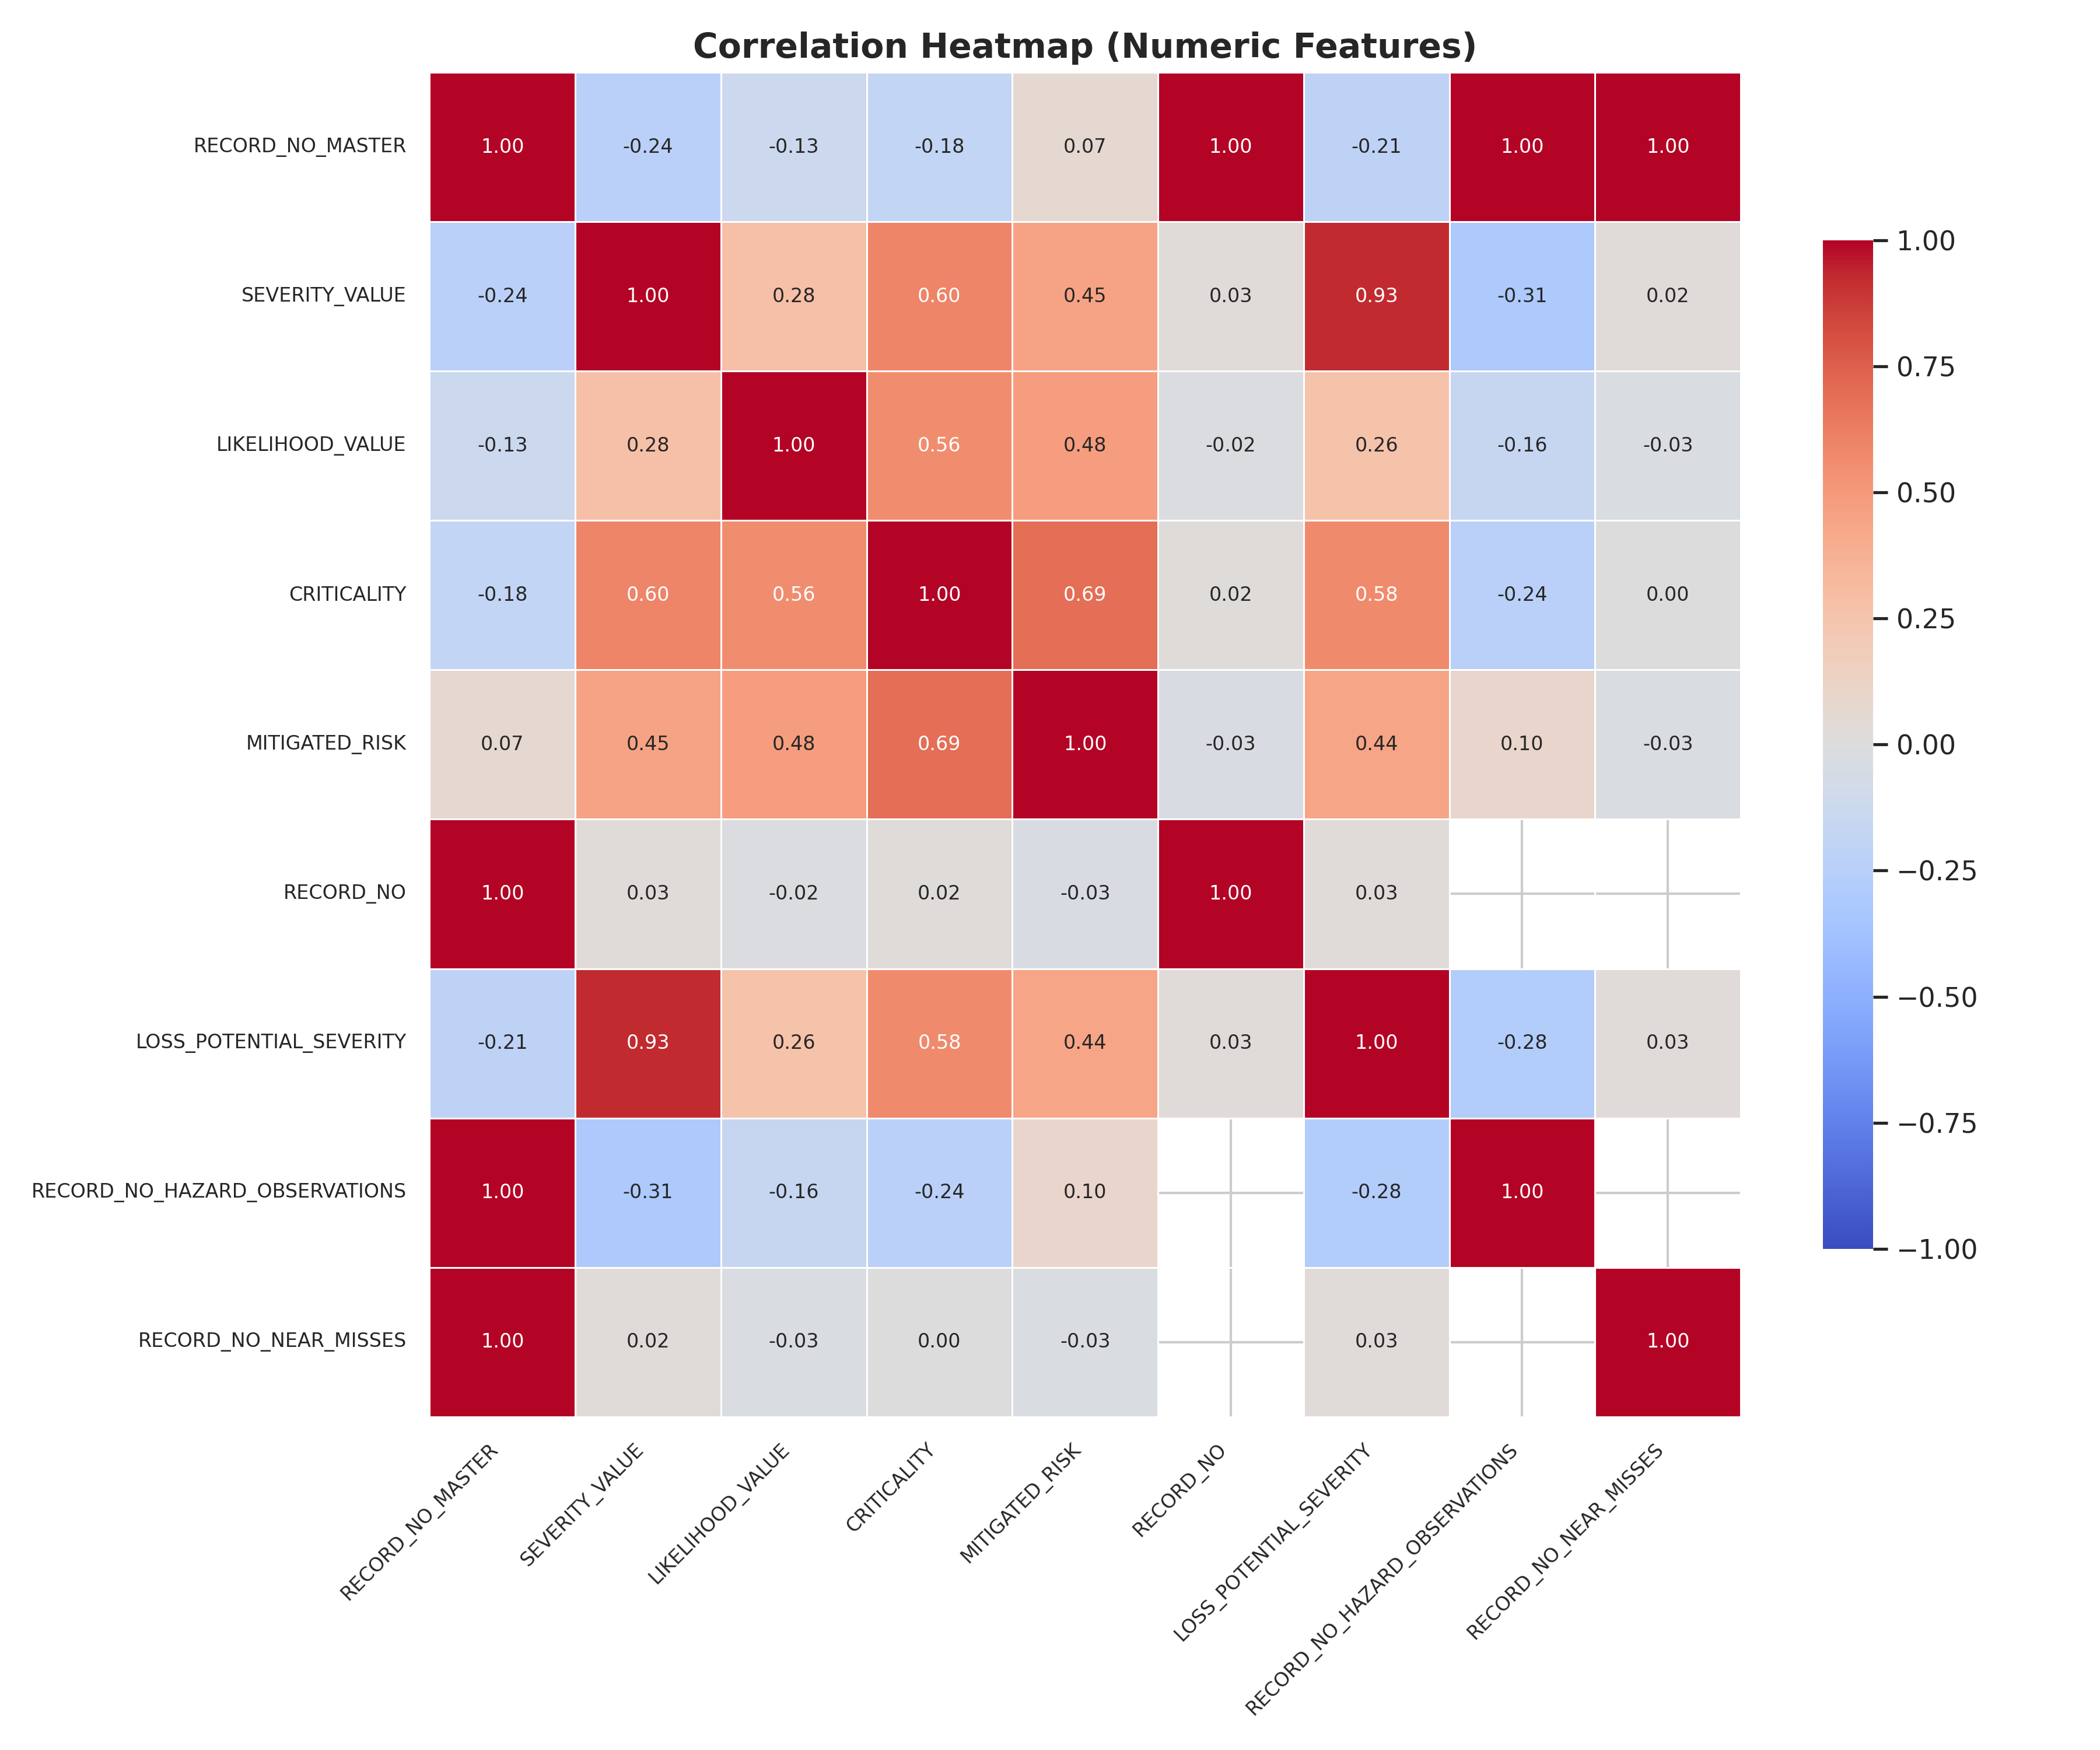 Correlation Heatmap (Numeric Features)
RECORD_NO_MASTER 1.00 -0.24 -0.13 -0.18 0.07 1.00 -0.21 1.00 1.00
SEVERITY_VALUE -0.24 1.00 0.28 0.60 0.45 0.03 0.93 -0.31 0.02
LIKELIHOOD_VALUE -0.13 0.28 1.00 0.56 0.48 -0.02 0.26 -0.16 -0.03
CRITICALITY -0.18 0.60 0.56 1.00 0.69 0.02 0.58 -0.24 0.00
MITIGATED_RISK 0.07 0.45 0.48 0.69 1.00 -0.03 0.44 0.10 -0.03
RECORD_NO 1.00 0.03 -0.02 0.02 -0.03 1.00 0.03
LOSS_POTENTIAL_SEVERITY -0.21 0.93 0.26 0.58 0.44 0.03 1.00 -0.28 0.03
RECORD_NO_HAZARD_OBSERVATIONS 1.00 -0.31 -0.16 -0.24 0.10 -0.28 1.00
RECORD_NO_NEAR_MISSES 1.00 0.02 -0.03 0.00 -0.03 0.03 1.00
RECORD_NO_MASTER
SEVERITY_VALUE
LIKELIHOOD_VALUE
CRITICALITY
MITIGATED_RISK
RECORD_NO
LOSS_POTENTIAL_SEVERITY
RECORD_NO_HAZARD_OBSERVATIONS
RECORD_NO_NEAR_MISSES
1.00
0.75
0.50
0.25
0.00
−0.25
−0.50
−0.75
−1.00